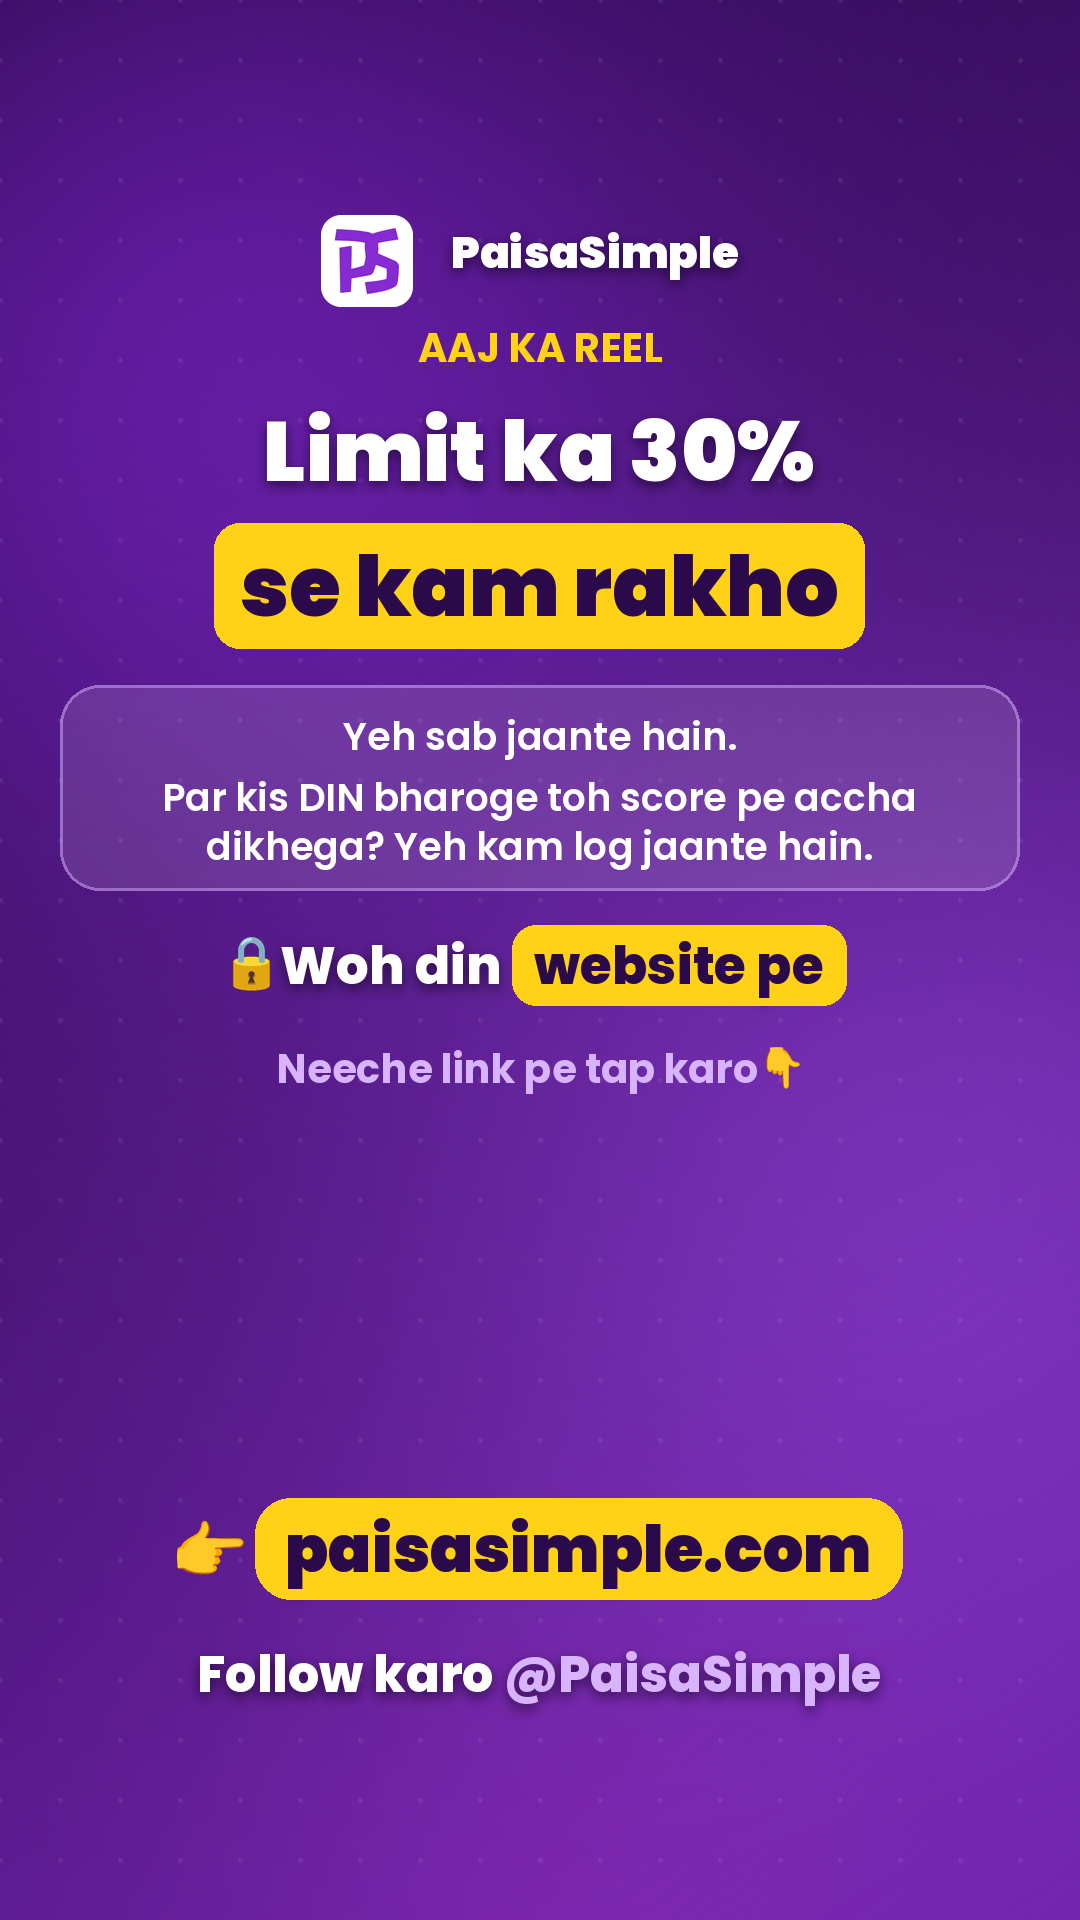 PS
PaisaSimple
AAJ KA REEL
Limit ka 30%
se kam rakho
Yeh sab jaante hain.
Par kis DIN bharoge toh score pe accha
dikhega? Yeh kam log jaante hain.
🔒Woh din website pe
Neeche link pe tap karo👇
👉 paisasimple.com
Follow karo @PaisaSimple